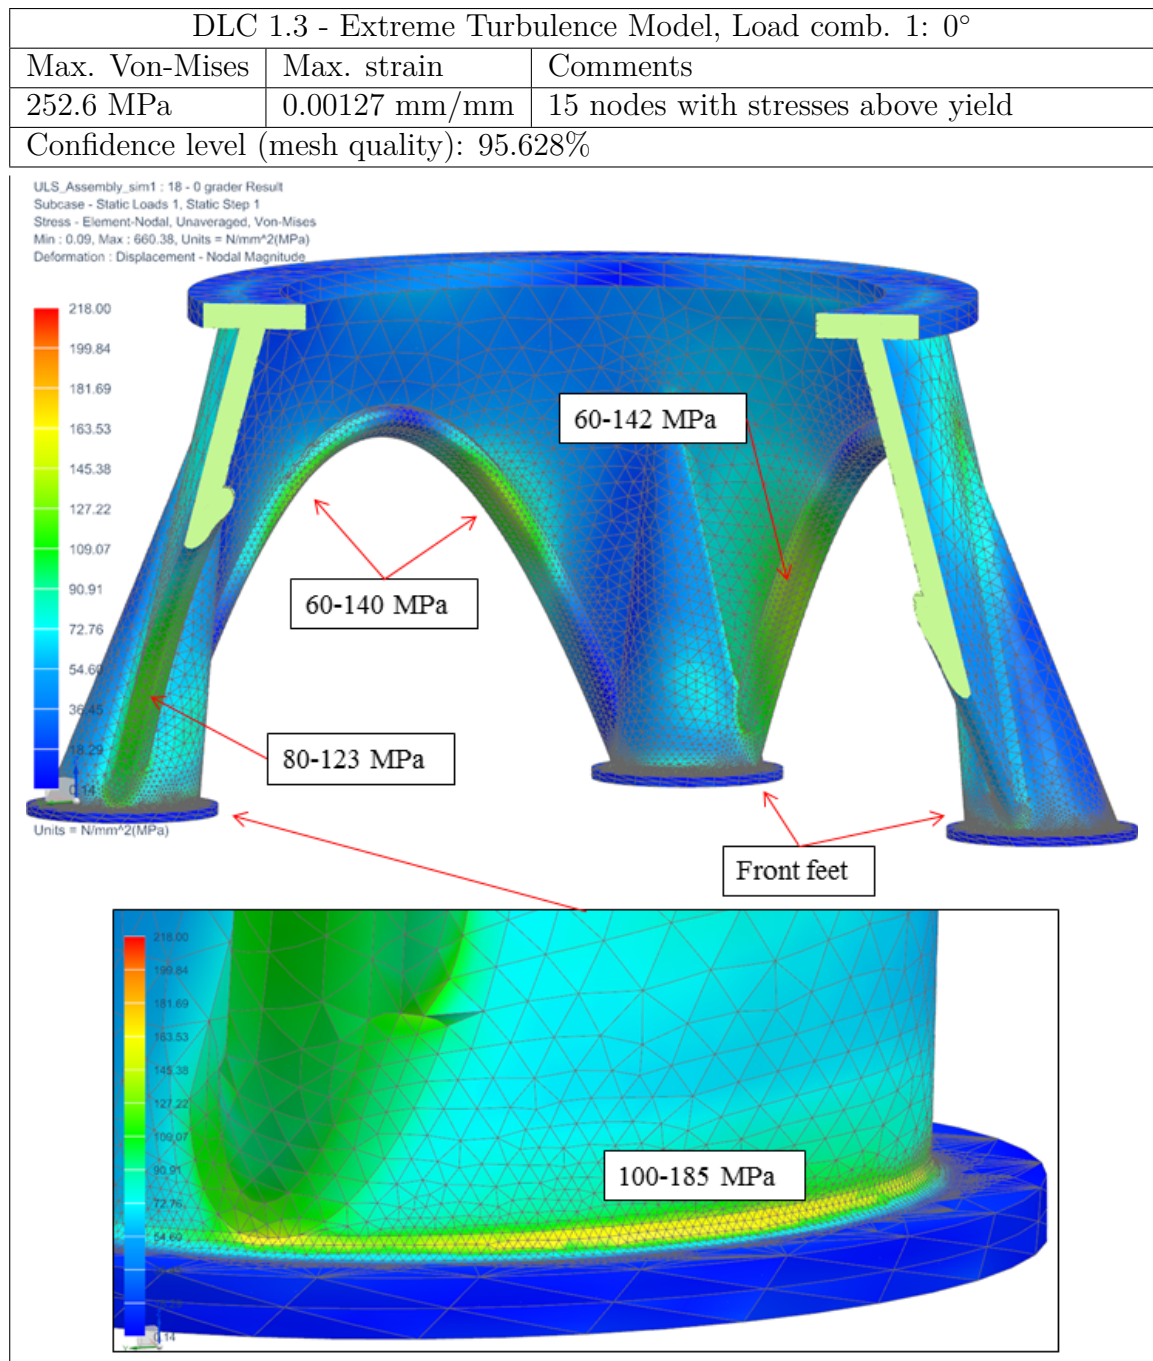 DLC 1.3 - Extreme Turbulence Model, Load comb. 1: 0°
Max. Von-Mises Max. strain Comments
252.6 MPa 0.00127 mm/mm 15 nodes with stresses above yield
Confidence level (mesh quality): 95.628%
ULS_Assembly_sim1 : 18 - 0 grader Result
Subcase - Static Loads 1, Static Step 1
Stress - Element-Nodal, Unaveraged, Von-Mises
Min : 0.09, Max : 660.38, Units = N/mm^2(MPa)
Deformation : Displacement - Nodal Magnitude
218.00
199.84
181.69
163.53
145.38
127.22
109.07
90.91
72.76
54.60
36.45
18.29
0.14
Units = N/mm^2(MPa)
60-142 MPa
60-140 MPa
80-123 MPa
Front feet
218.00
199.84
181.69
163.53
145.38
127.22
109.07
90.91
72.76
54.60
0.14
100-185 MPa